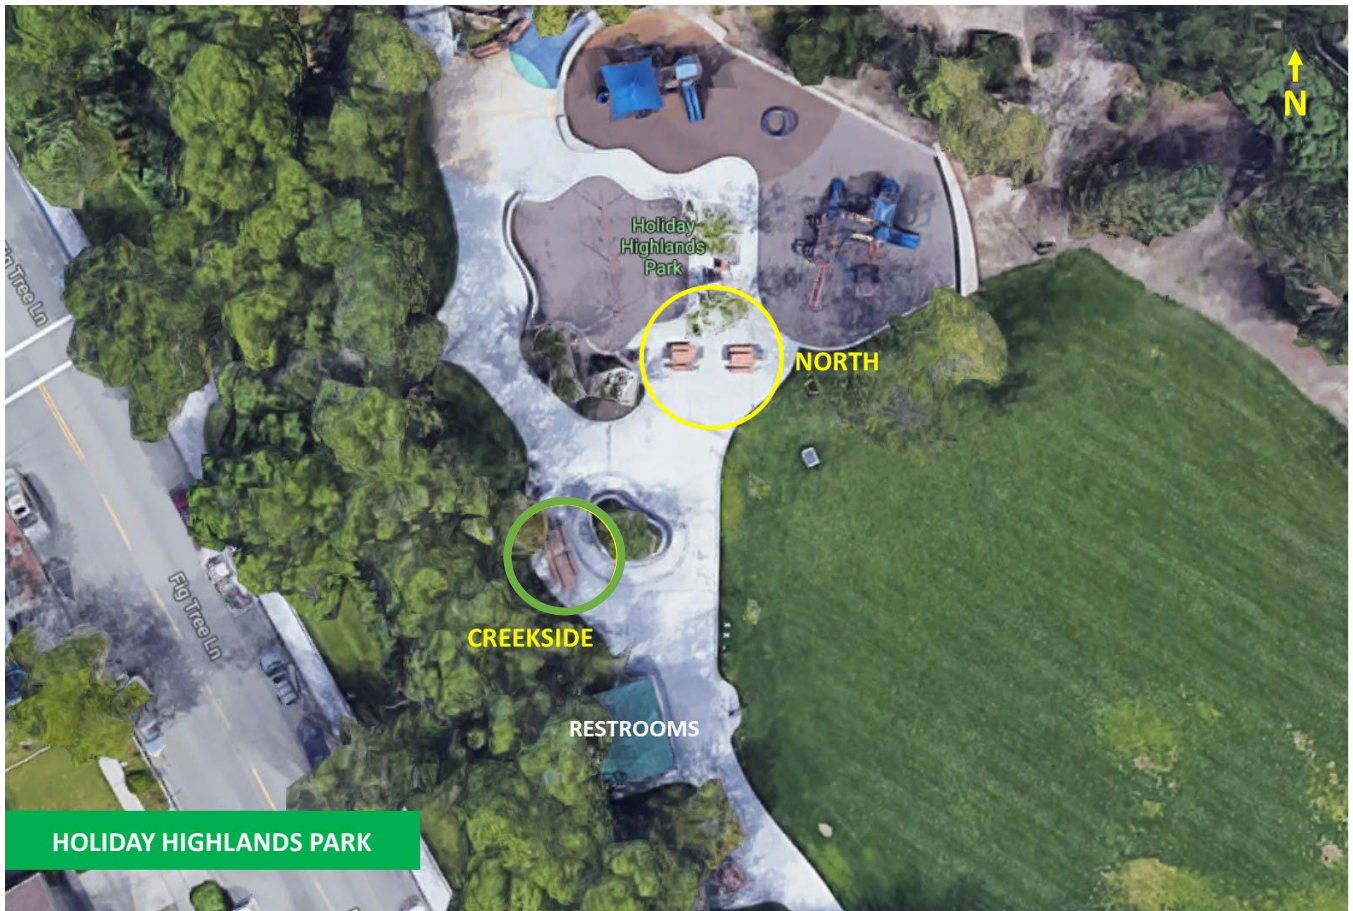 N
Holiday
Highlands
Park
Fig Tree Ln
NORTH
CREEKSIDE
Fig Tree Ln
RESTROOMS
HOLIDAY HIGHLANDS PARK